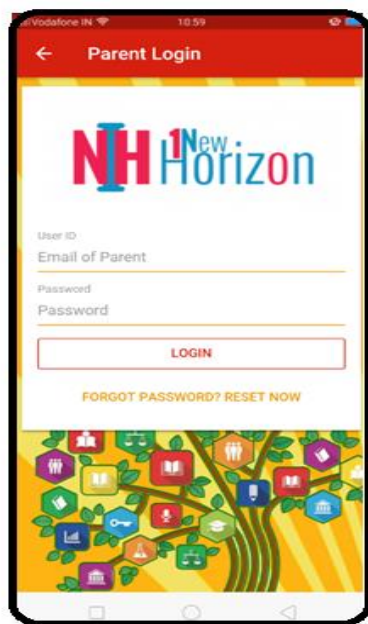 Vodafone IN 10:59
Parent Login
NIH 1New
Horizon
User ID
Email of Parent
Password
Password
LOGIN
FORGOT PASSWORD? RESET NOW